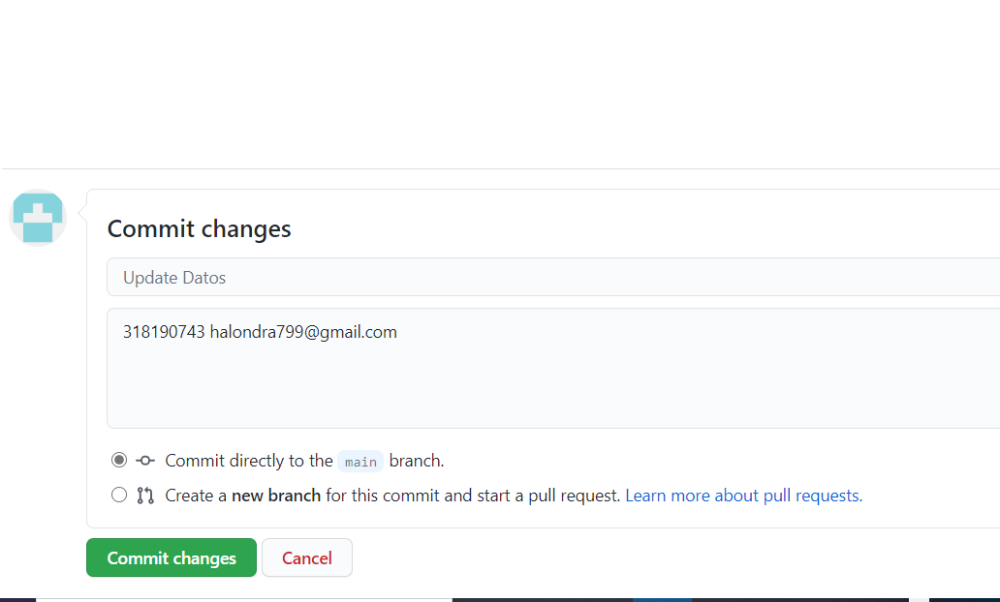 Commit changes
Update Datos
318190743 halondra799@gmail.com
Commit directly to the main branch.
Create a new branch for this commit and start a pull request. Learn more about pull requests.
Commit changes Cancel